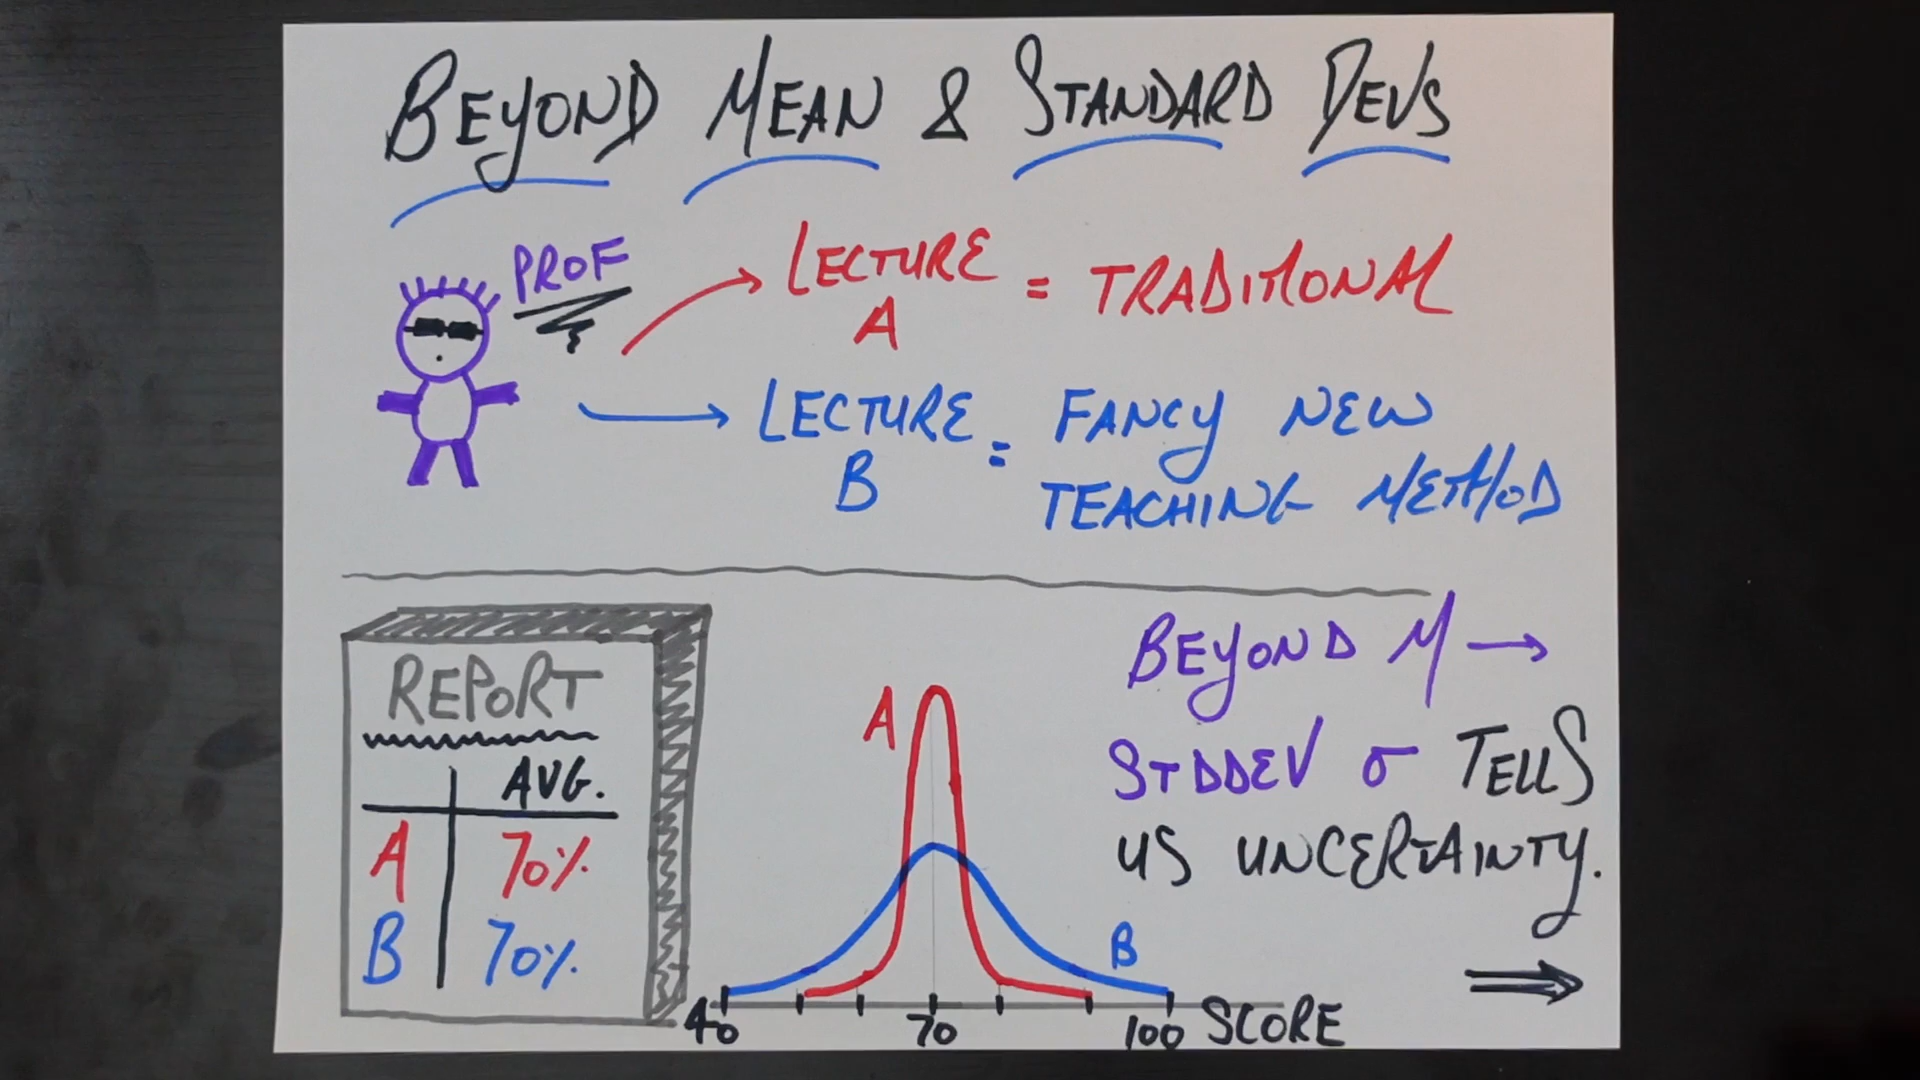 BEYOND MEAN & STANDARD DEVS
PROF
LECTURE A = TRADITIONAL
LECTURE B = FANCY NEW
TEACHING METHOD
REPORT
AVG.
A 70%
B 70%
A
B
40 70 100 SCORE
BEYOND M →
STDDEV σ TELLS
US UNCERTAINTY.